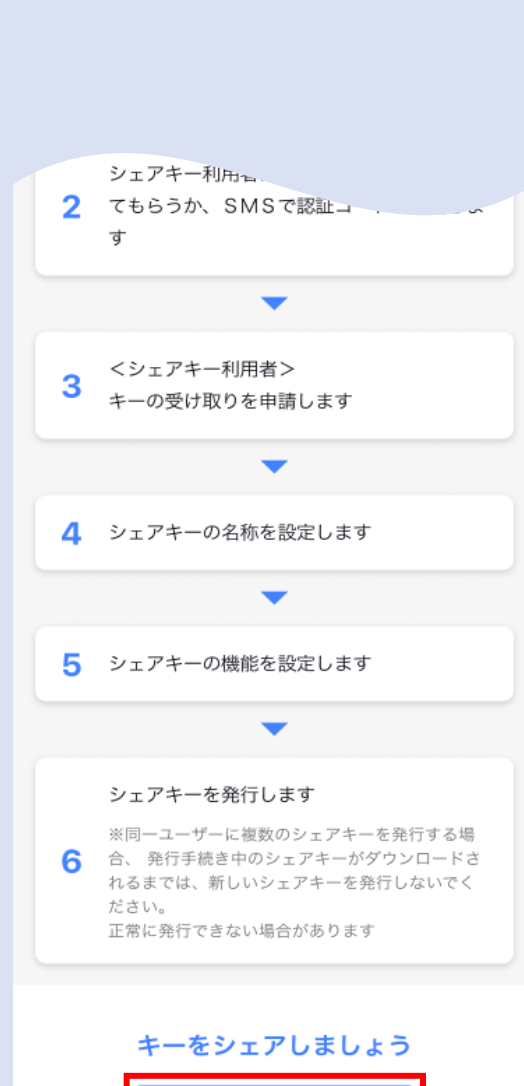 シェアキー利用者
2
てもらうか、SMSで認証コー
す
3
＜シェアキー利用者＞
キーの受け取りを申請します
4
シェアキーの名称を設定します
5
シェアキーの機能を設定します
シェアキーを発行します
6
※同一ユーザーに複数のシェアキーを発行する場
合、 発行手続き中のシェアキーがダウンロードさ
れるまでは、新しいシェアキーを発行しないでく
ださい。
正常に発行できない場合があります
キーをシェアしましょう